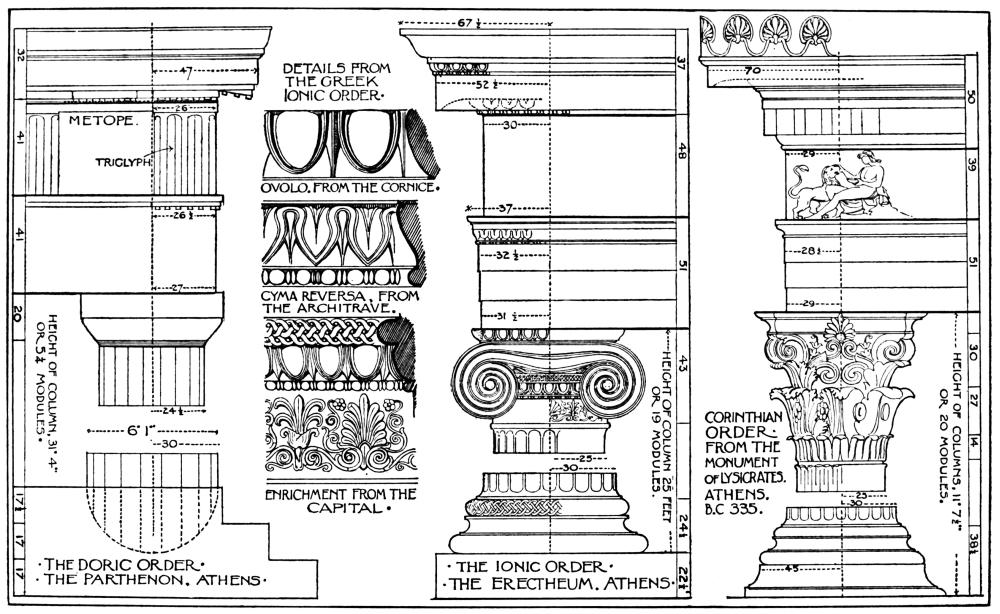 32
47
26
METOPE.
TRIGLYPH
41
26½
41
27
20
HEIGHT OF COLUMN, 31' 4."
OR 5¼ MODULES.
24½
6' 1"
30
17½
17
17
· THE DORIC ORDER ·
· THE PARTHENON, ATHENS ·
DETAILS FROM
THE GREEK
IONIC ORDER ·
OVOLO, FROM THE CORNICE ·
CYMA REVERSA, FROM
THE ARCHITRAVE.
ENRICHMENT FROM THE
CAPITAL ·
67½
37
52½
30
48
37
32½
51
31½
43
HEIGHT OF COLUMN 25 FEET
OR 19 MODULES.
25
30
24½
22½
· THE IONIC ORDER ·
· THE ERECTHEUM, ATHENS ·
70
50
29
39
28½
51
29
30
27
14
HEIGHT OF COLUMNS, 11' 7½"
OR 20 MODULES.
CORINTHIAN
ORDER ·
FROM THE
MONUMENT
OF LYSICRATES.
ATHENS.
B.C 335.
25
30
38½
45